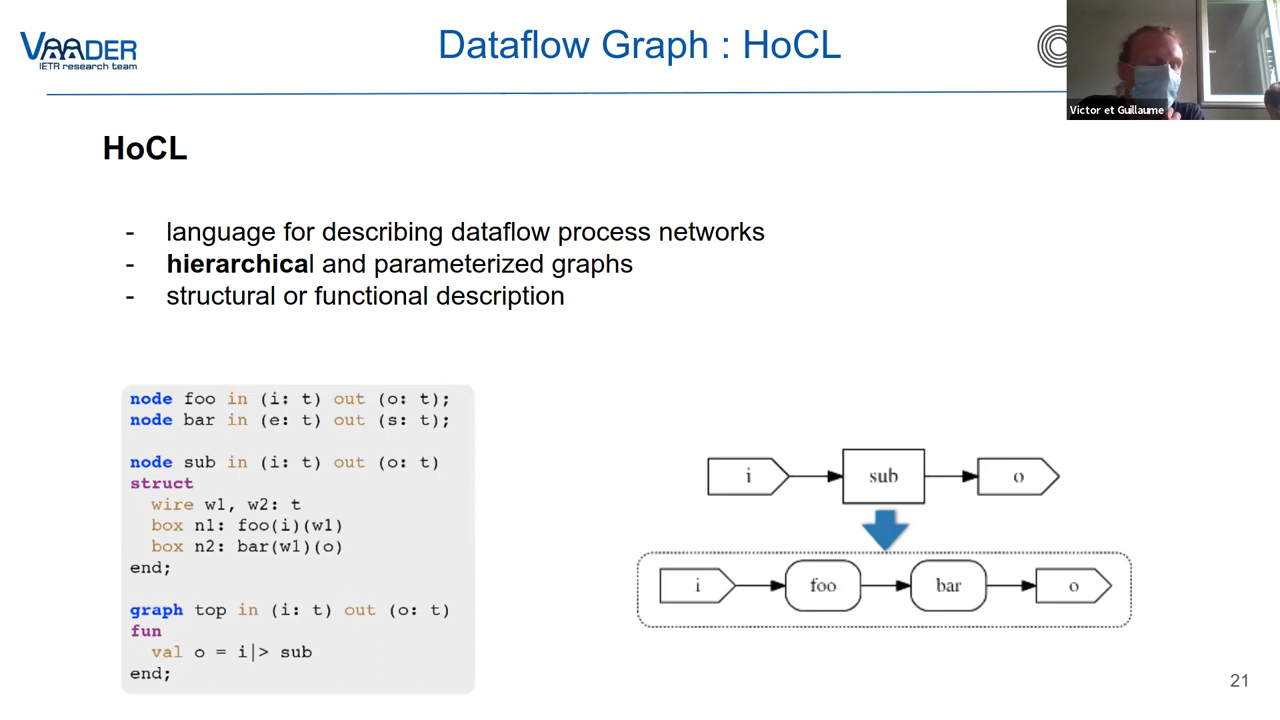 VAADER
IETR research team
Dataflow Graph : HoCL
Victor et Guillaume
HoCL
- language for describing dataflow process networks
- hierarchical and parameterized graphs
- structural or functional description
node foo in (i: t) out (o: t);
node bar in (e: t) out (s: t);
node sub in (i: t) out (o: t)
struct
wire w1, w2: t
box n1: foo(i)(w1)
box n2: bar(w1)(o)
end;
graph top in (i: t) out (o: t)
fun
val o = i|> sub
end;
i sub o
i foo bar o
21